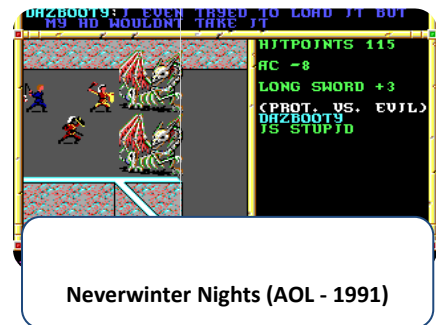 DAZBOOTY: I EVEN TRYED TO LOAD IT BUT
MY AD WOULDNT TAKE IT
HITPOINTS 115
AC -8
LONG SWORD +3
(PROT. VS. EVIL)
DAZBOOTY
IS STUPID
Neverwinter Nights (AOL - 1991)